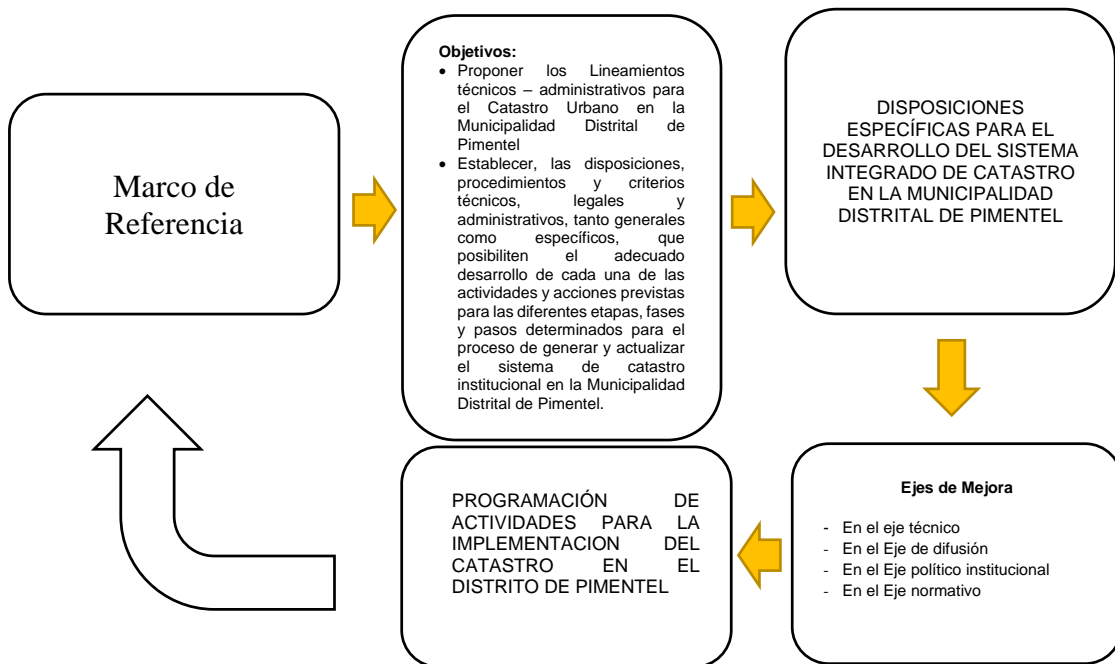 Marco de
Referencia
Objetivos:
• Proponer los Lineamientos
técnicos – administrativos para
el Catastro Urbano en la
Municipalidad Distrital de
Pimentel
• Establecer, las disposiciones,
procedimientos y criterios
técnicos, legales y
administrativos, tanto generales
como específicos, que
posibiliten el adecuado
desarrollo de cada una de las
actividades y acciones previstas
para las diferentes etapas, fases
y pasos determinados para el
proceso de generar y actualizar
el sistema de catastro
institucional en la Municipalidad
Distrital de Pimentel.
DISPOSICIONES
ESPECÍFICAS PARA EL
DESARROLLO DEL SISTEMA
INTEGRADO DE CATASTRO
EN LA MUNICIPALIDAD
DISTRITAL DE PIMENTEL
Ejes de Mejora
- En el eje técnico
- En el Eje de difusión
- En el Eje político institucional
- En el Eje normativo
PROGRAMACIÓN DE
ACTIVIDADES PARA LA
IMPLEMENTACION DEL
CATASTRO EN EL
DISTRITO DE PIMENTEL